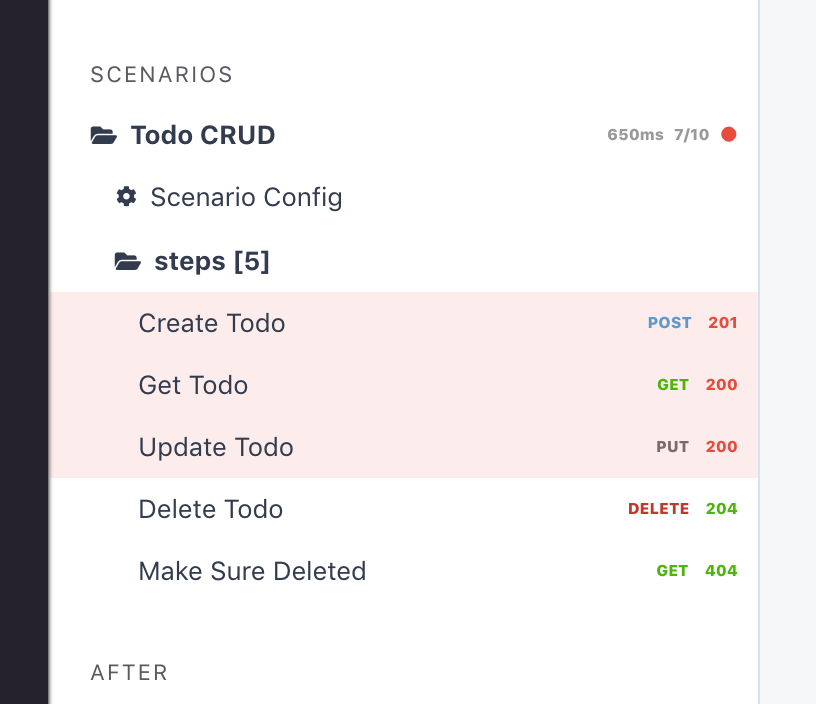 SCENARIOS
Todo CRUD 650ms 7/10
Scenario Config
steps [5]
Create Todo POST 201
Get Todo GET 200
Update Todo PUT 200
Delete Todo DELETE 204
Make Sure Deleted GET 404
AFTER